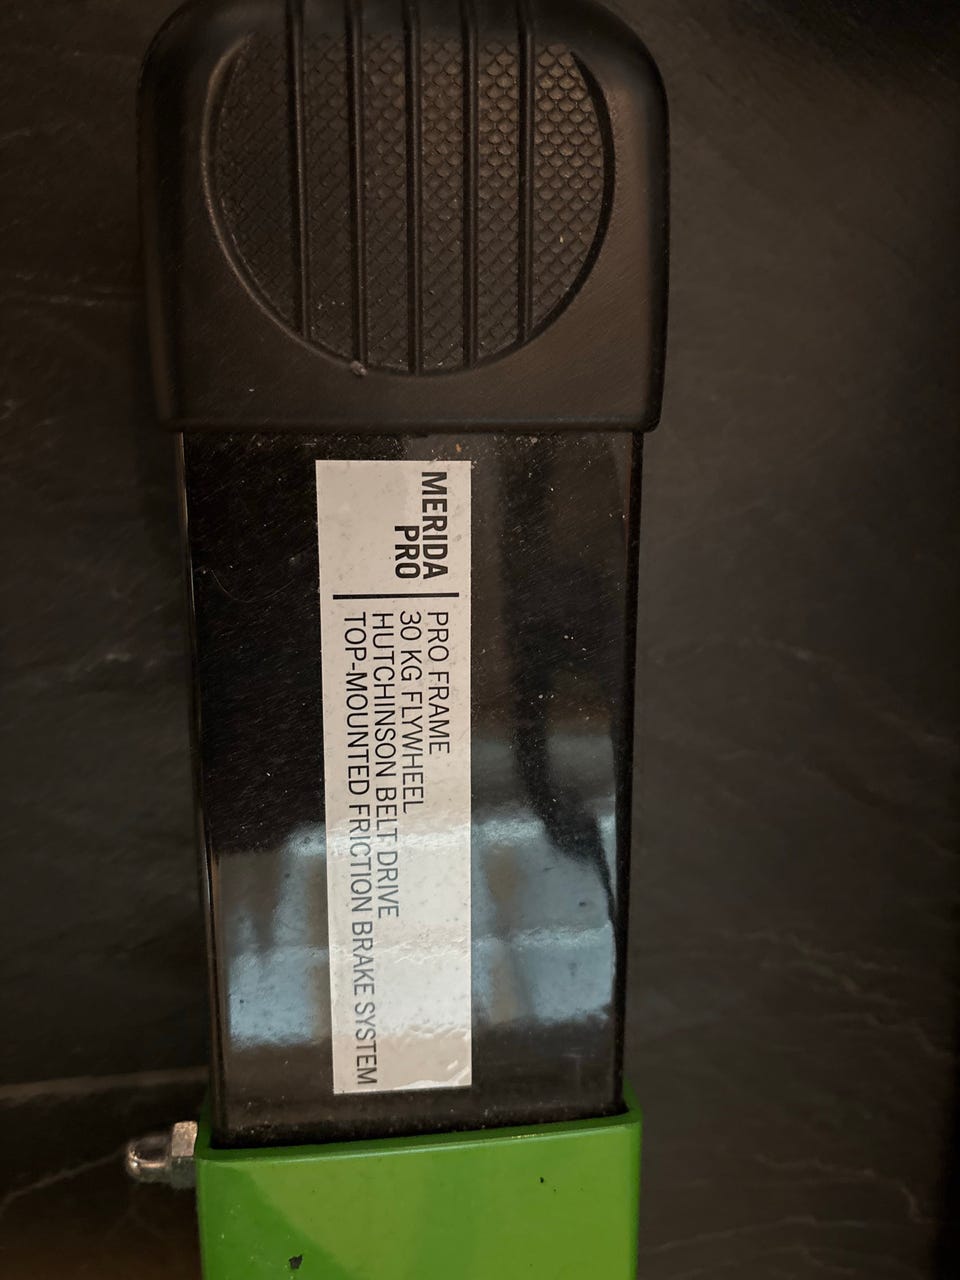 MERIDA
PRO
PRO FRAME
30 KG FLYWHEEL
HUTCHINSON BELT DRIVE
TOP-MOUNTED FRICTION BRAKE SYSTEM